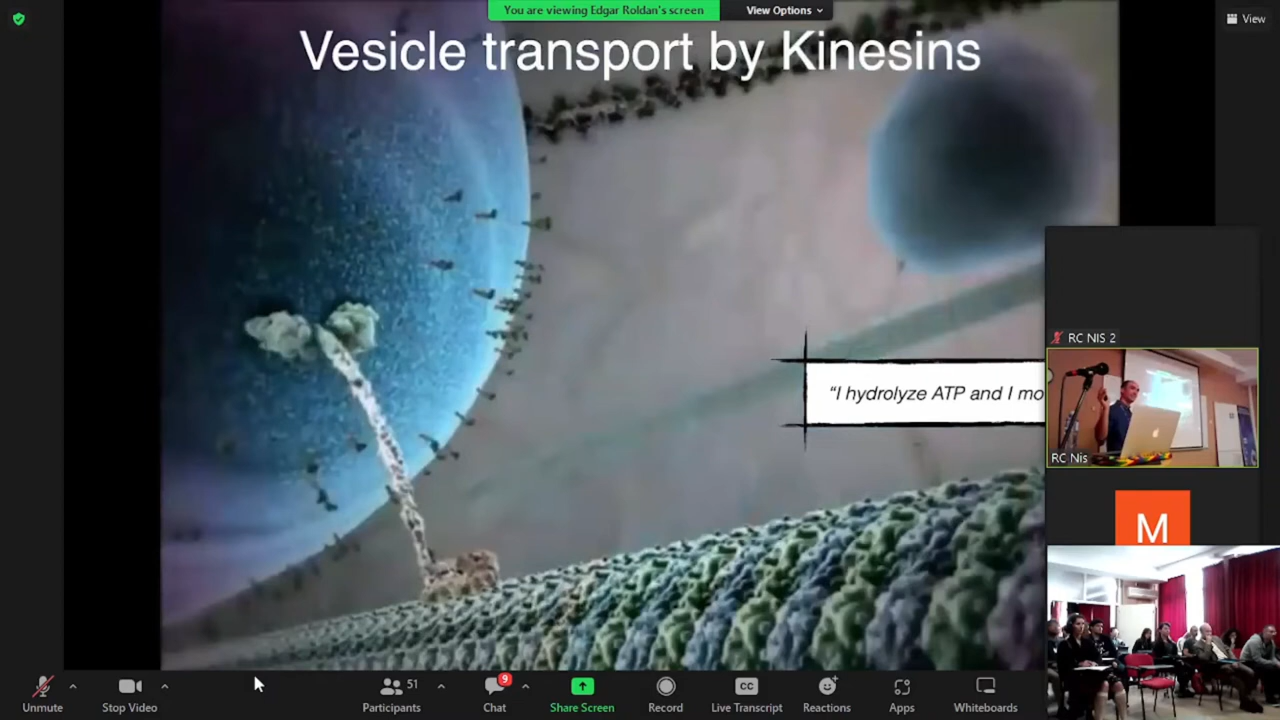 You are viewing Edgar Roldan's screen
View Options
View
Vesicle transport by Kinesins
RC NIS 2
“I hydrolyze ATP and I mo
RC Nis
M
Unmute
Stop Video
51
Participants
9
Chat
Share Screen
Record
CC
Live Transcript
Reactions
Apps
Whiteboards